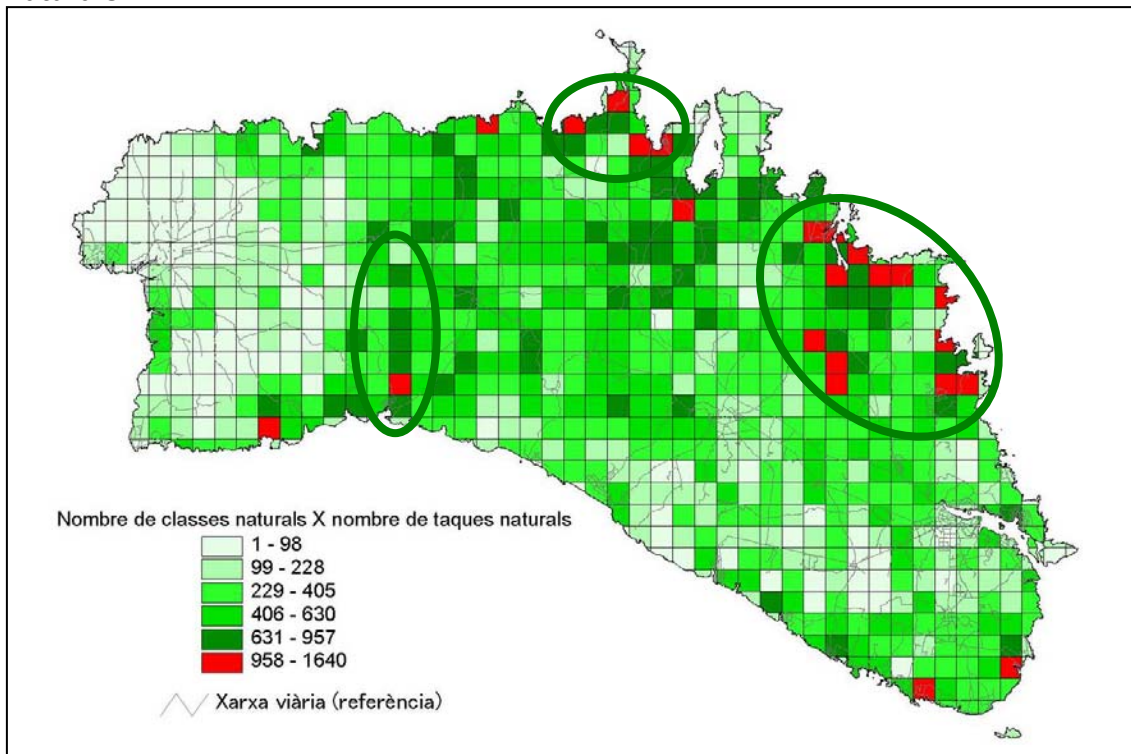 Nombre de classes naturals X nombre de taques naturals
1 - 98
99 - 228
229 - 405
406 - 630
631 - 957
958 - 1640
Xarxa viària (referència)